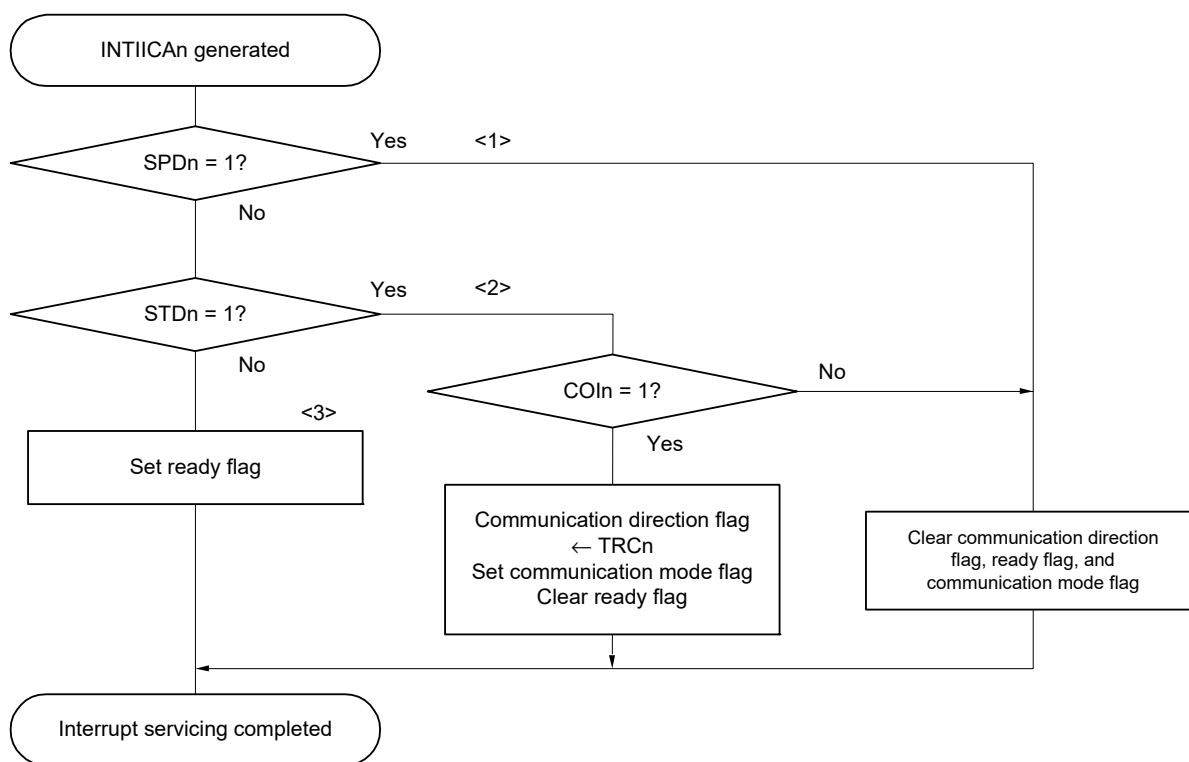 INTIICAn generated
SPDn = 1?
Yes
<1>
No
STDn = 1?
Yes
<2>
No
COIn = 1?
No
Yes
<3>
Set ready flag
Communication direction flag
← TRCn
Set communication mode flag
Clear ready flag
Clear communication direction
flag, ready flag, and
communication mode flag
Interrupt servicing completed